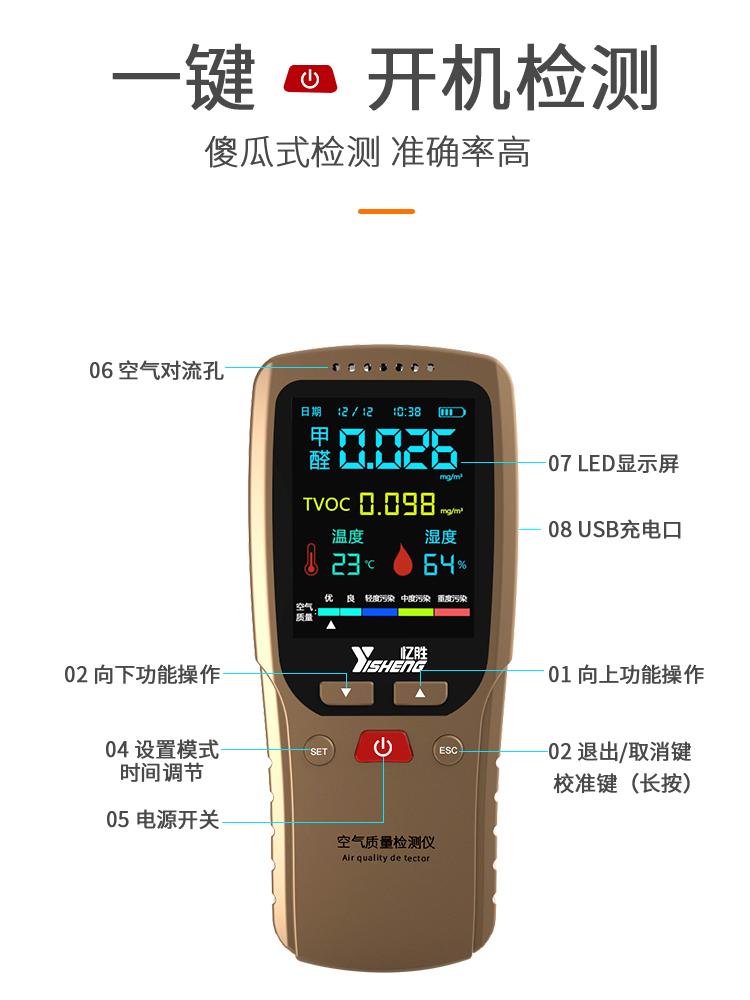 一键 开机检测
傻瓜式检测 准确率高
06 空气对流孔
日期 12/12 10:38
甲醛 0.026
mg/m³
07 LED显示屏
TVOC 0.098 mg/m³
08 USB充电口
温度 湿度
23℃ 64%
优 良 轻度污染 中度污染 重度污染
空气质量:
忆胜
YISHENG
02 向下功能操作
01 向上功能操作
04 设置模式
时间调节
SET
ESC
02 退出/取消键
校准键（长按）
05 电源开关
空气质量检测仪
Air quality de tector